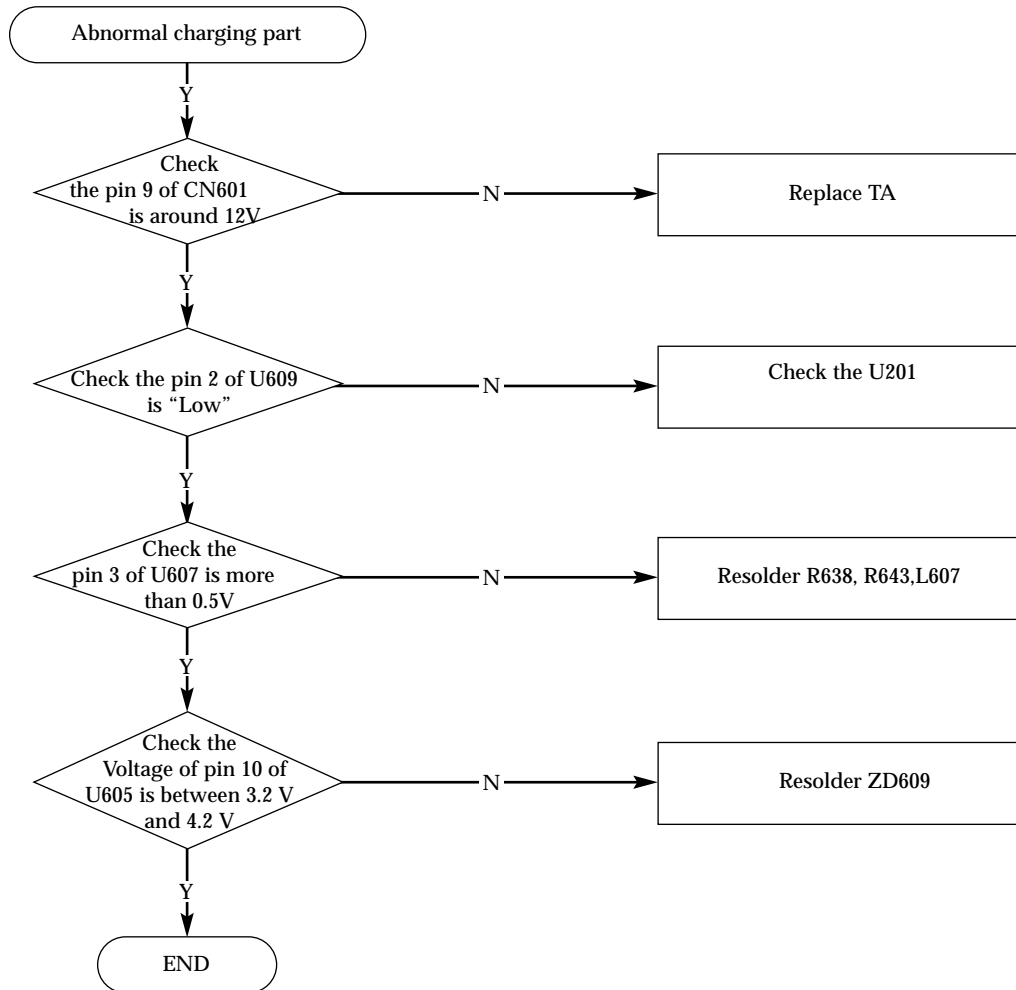 Abnormal charging part
Y
Check
the pin 9 of CN601
is around 12V
N
Replace TA
Y
Check the pin 2 of U609
is “Low”
N
Check the U201
Y
Check the
pin 3 of U607 is more
than 0.5V
N
Resolder R638, R643,L607
Y
Check the
Voltage of pin 10 of
U605 is between 3.2 V
and 4.2 V
N
Resolder ZD609
Y
END